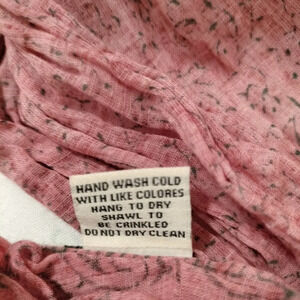 HAND WASH COLD
WITH LIKE COLORES
HANG TO DRY
SHAWL TO
BE CRINKLED
DO NOT DRY CLEAN